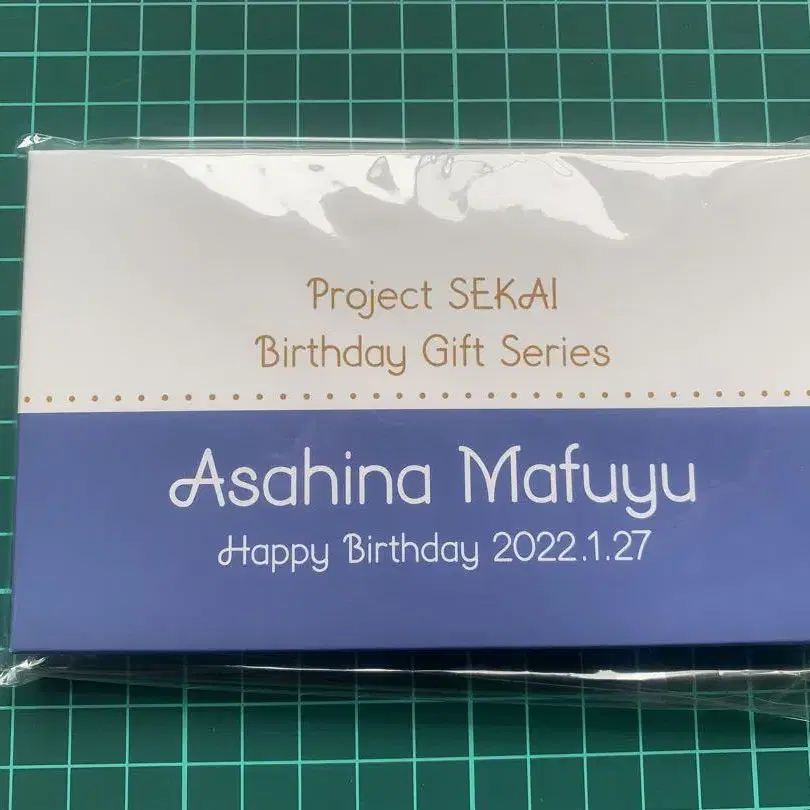 Project SEKAI
Birthday Gift Series
Asahina Mafuyu
Happy Birthday 2022.1.27